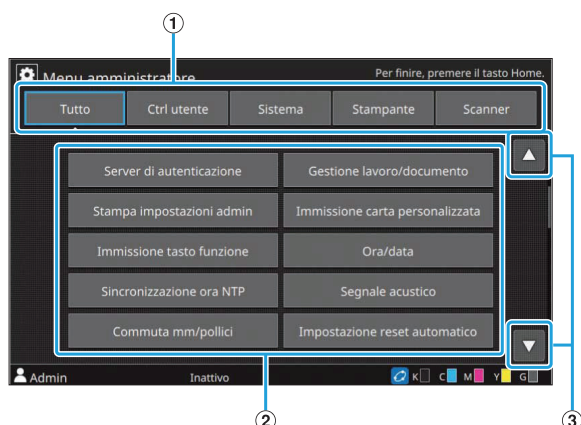 ①
Menu amministratore
Per finire, premere il tasto Home.
Tutto Ctrl utente Sistema Stampante Scanner
Server di autenticazione Gestione lavoro/documento
Stampa impostazioni admin Immissione carta personalizzata
Immissione tasto funzione Ora/data
Sincronizzazione ora NTP Segnale acustico
Commuta mm/pollici Impostazione reset automatico
Admin Inattivo K C M Y G
② ③